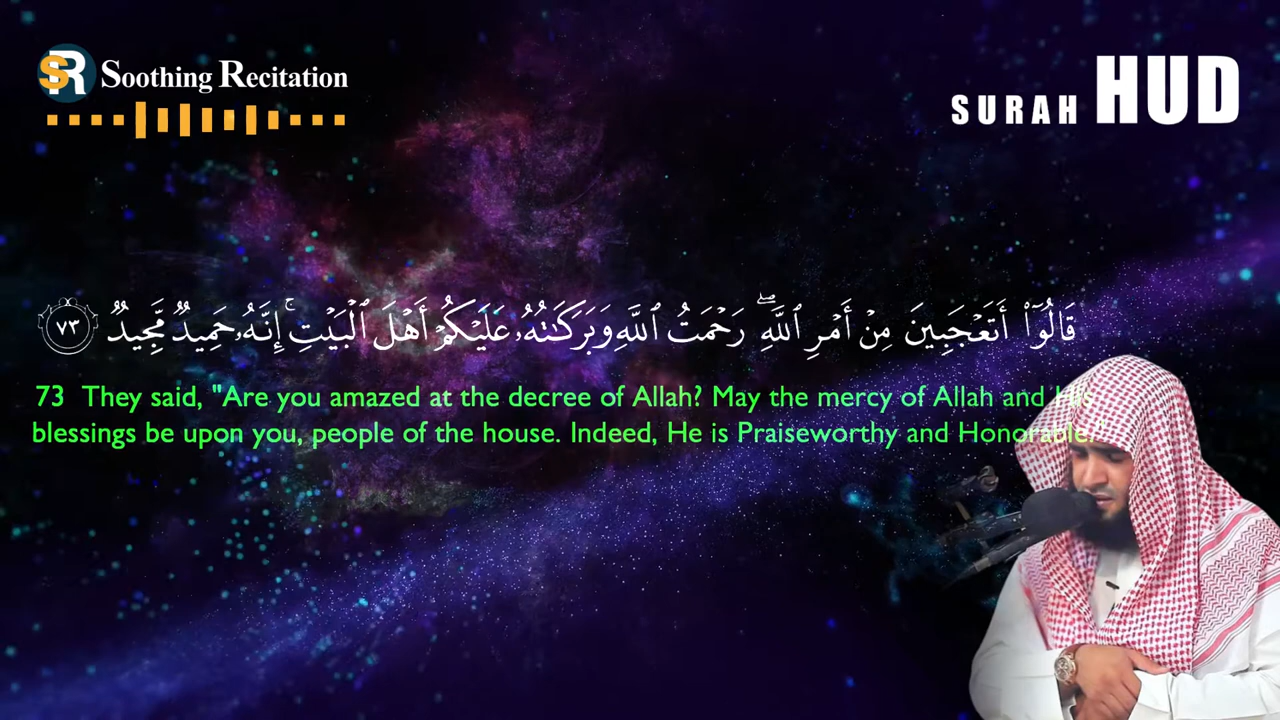 SR Soothing Recitation
SURAH HUD
قَالُوٓا۟ أَتَعْجَبِينَ مِنْ أَمْرِ ٱللَّهِ ۖ رَحْمَتُ ٱللَّهِ وَبَرَكَـٰتُهُۥ عَلَيْكُمْ أَهْلَ ٱلْبَيْتِ ۚ إِنَّهُۥ حَمِيدٌ مَّجِيدٌ ٧٣
73 They said, "Are you amazed at the decree of Allah? May the mercy of Allah and His
blessings be upon you, people of the house. Indeed, He is Praiseworthy and Honorable."